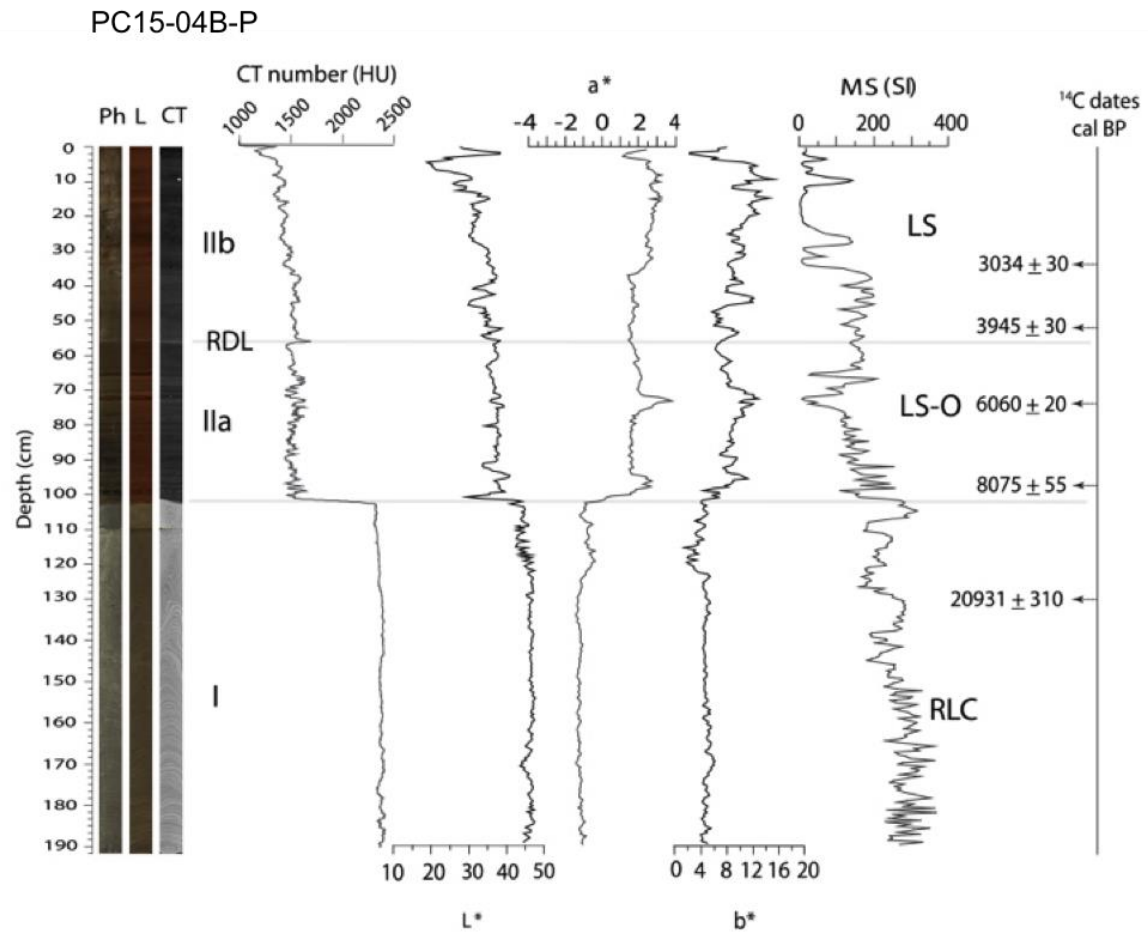 PC15-04B-P
CT number (HU)
a*
MS (SI)
¹⁴C dates
cal BP
Ph L CT
1000 1500 2000 2500
-4 -2 0 2 4
0 200 400
0
10
20
30
40
50
60
70
80
90
100
110
120
130
140
150
160
170
180
190
Depth (cm)
IIb
RDL
IIa
I
LS
LS-O
RLC
3034 ± 30
3945 ± 30
6060 ± 20
8075 ± 55
20931 ± 310
10 20 30 40 50
0 4 8 12 16 20
L*
b*